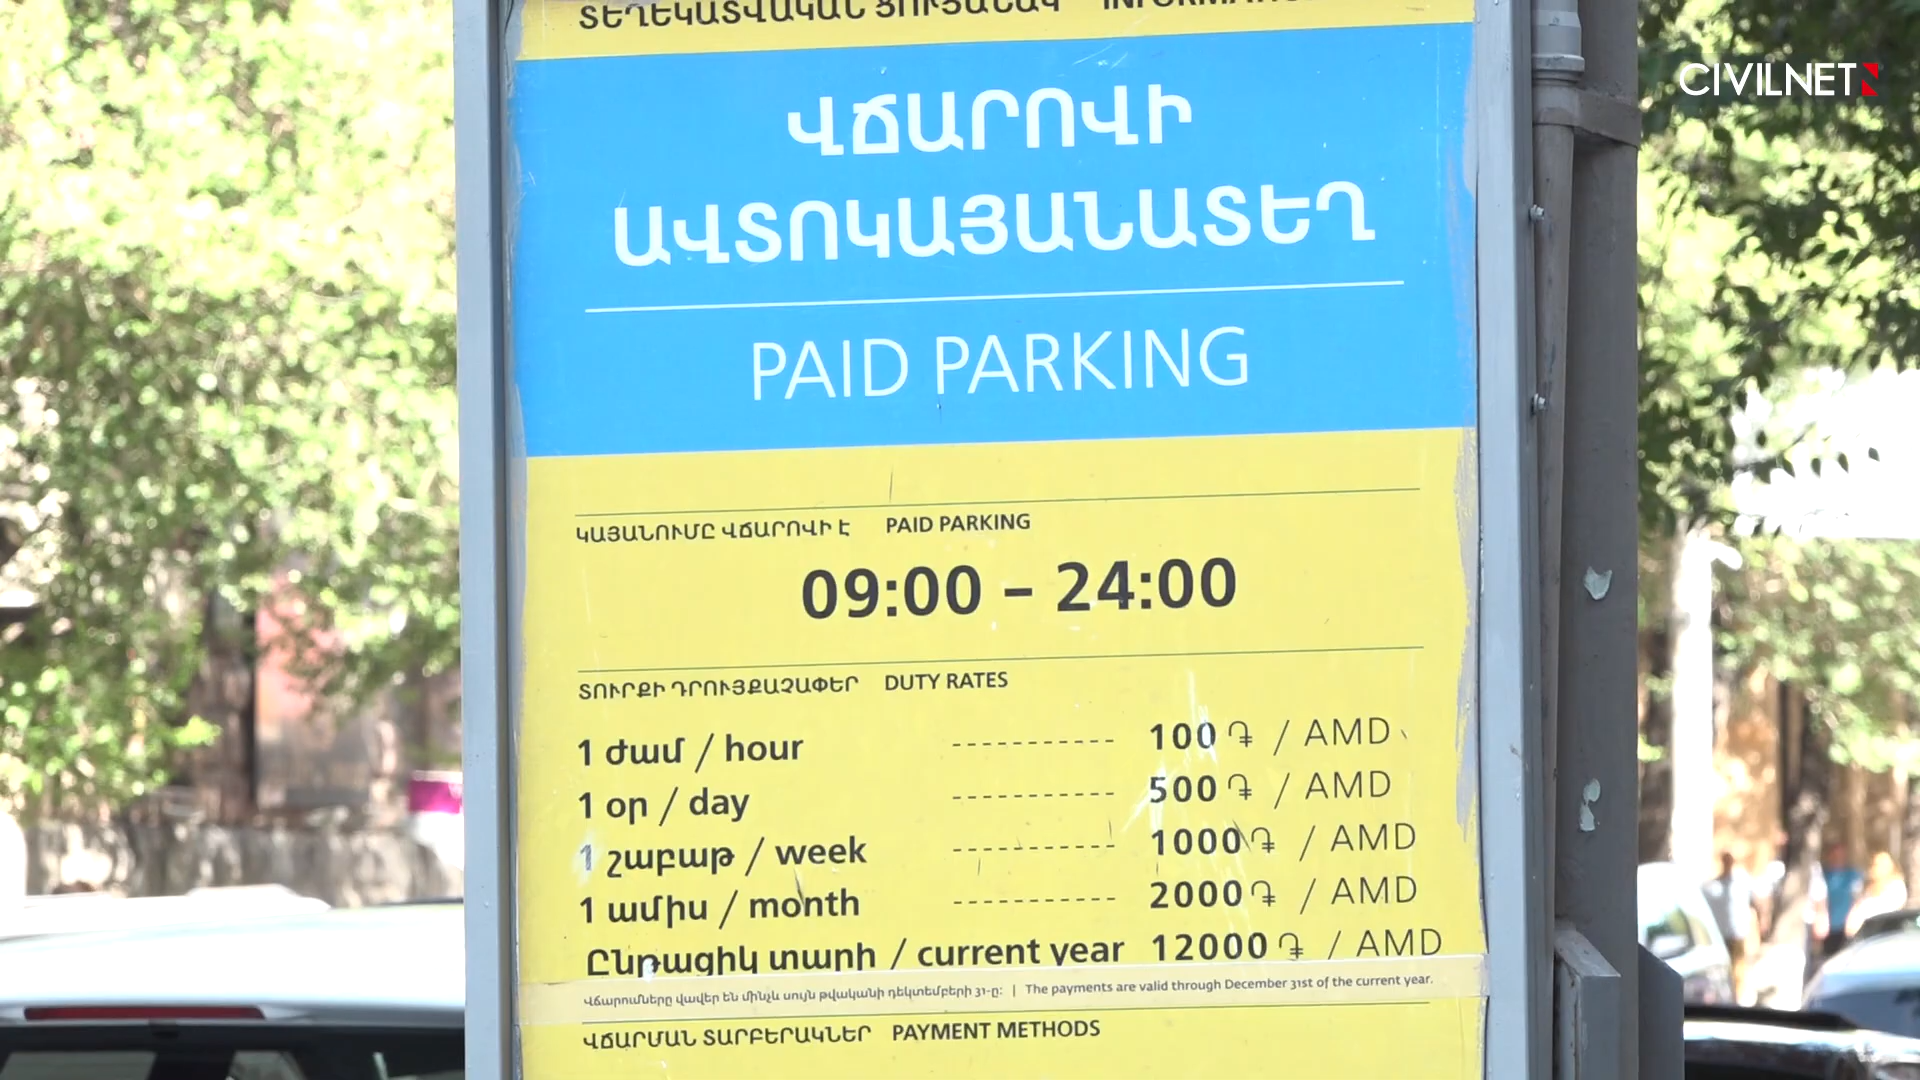 ՏԵՂԵԿԱՏՎԱԿԱՆ ՑՈՒՑԱՆԱԿ
CIVILNET
ՎՃԱՐՈՎԻ
ԱՎՏՈԿԱՅԱՆԱՏԵՂ
PAID PARKING
ԿԱՅԱՆՈՒՄԸ ՎՃԱՐՈՎԻ Է PAID PARKING
09:00 – 24:00
ՏՈՒՐՔԻ ԴՐՈՒՅՔԱՉԱՓԵՐ DUTY RATES
1 ժամ / hour ----------- 100 ֏ / AMD
1 օր / day ----------- 500 ֏ / AMD
1 շաբաթ / week ----------- 1000 ֏ / AMD
1 ամիս / month ----------- 2000 ֏ / AMD
Ընթացիկ տարի / current year 12000 ֏ / AMD
Վճարումները վավեր են մինչև սույն թվականի դեկտեմբերի 31-ը: | The payments are valid through December 31st of the current year.
ՎՃԱՐՄԱՆ ՏԱՐԲԵՐԱԿՆԵՐ PAYMENT METHODS